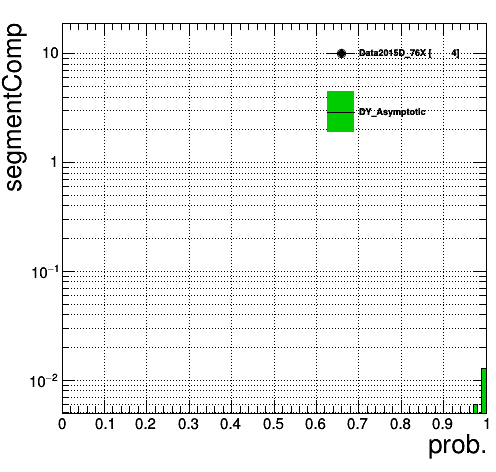 segmentComp
10
1
10⁻¹
10⁻²
Data2015D_76X [ 4]
DY_Asymptotic
0 0.1 0.2 0.3 0.4 0.5 0.6 0.7 0.8 0.9 1
prob.